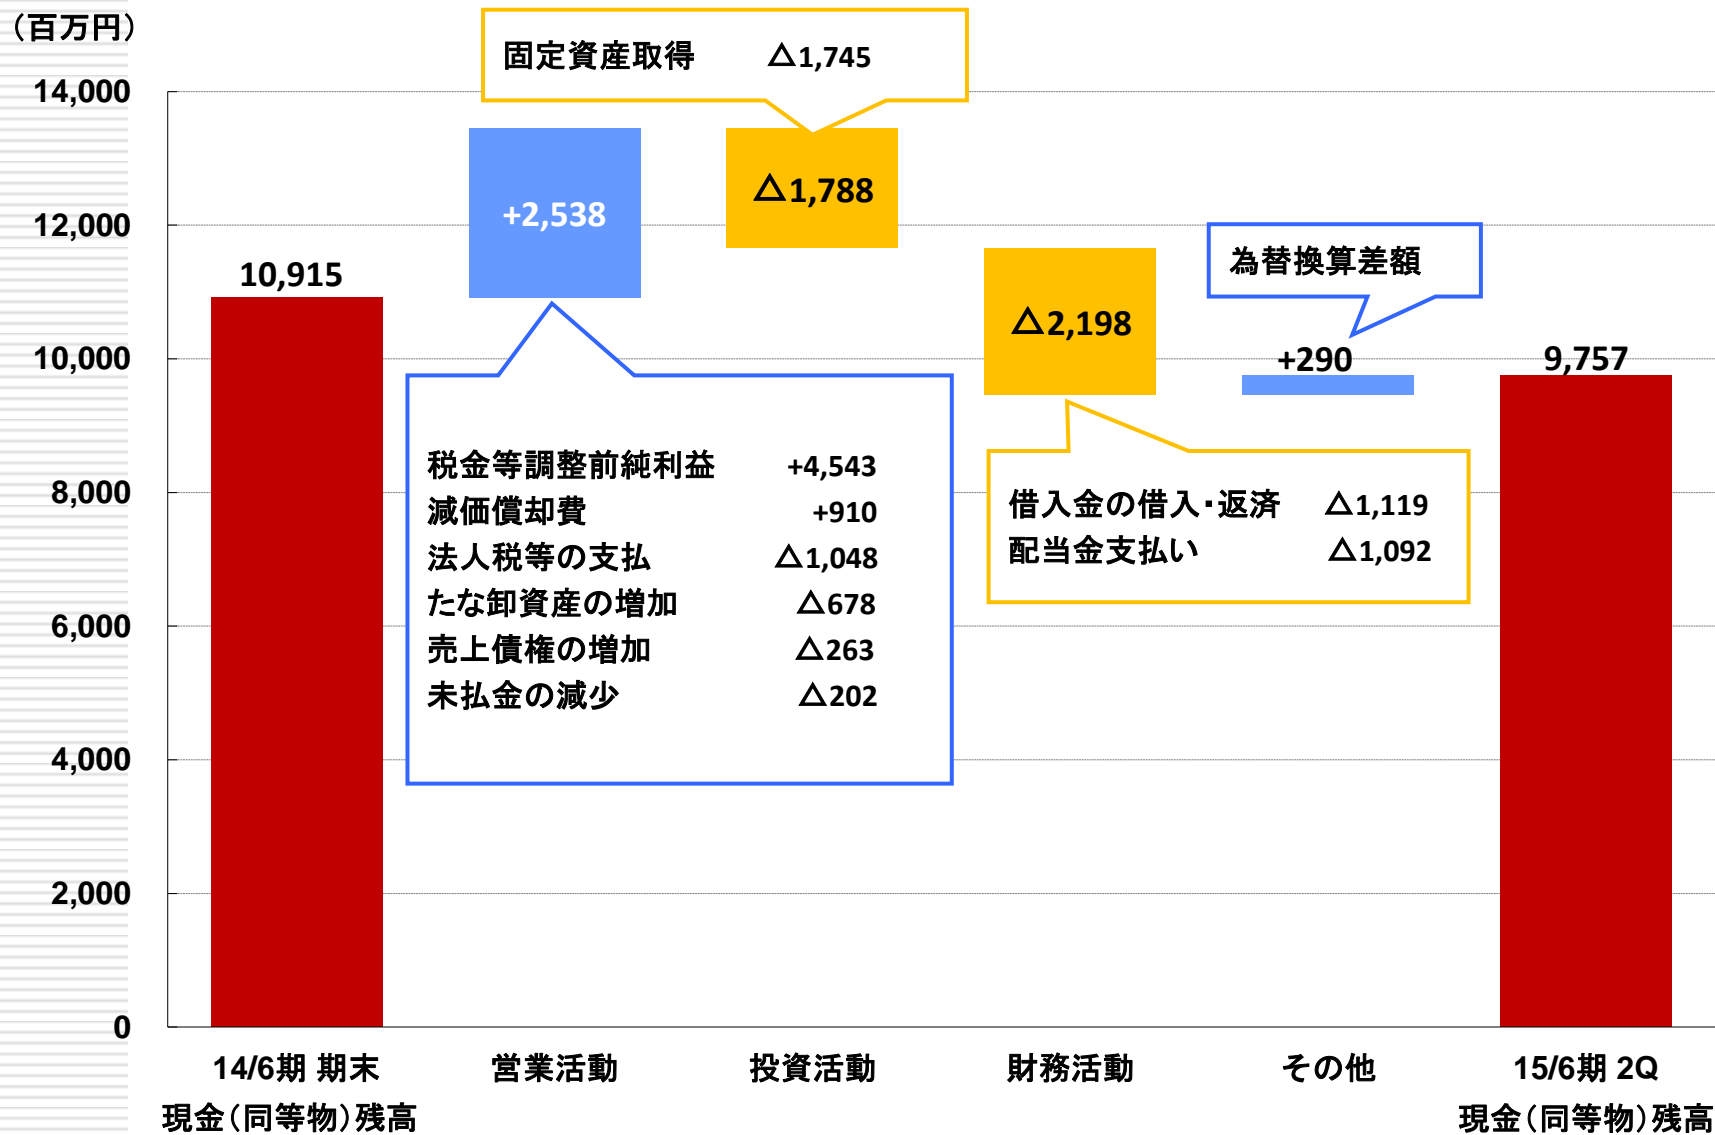 （百万円）
固定資産取得 △1,745
14,000
12,000
10,000
8,000
6,000
4,000
2,000
0
10,915
+2,538
△1,788
△2,198
為替換算差額
+290
9,757
税金等調整前純利益 +4,543
減価償却費 +910
法人税等の支払 △1,048
たな卸資産の増加 △678
売上債権の増加 △263
未払金の減少 △202
借入金の借入・返済 △1,119
配当金支払い △1,092
14/6期 期末
現金（同等物）残高
営業活動
投資活動
財務活動
その他
15/6期 2Q
現金（同等物）残高